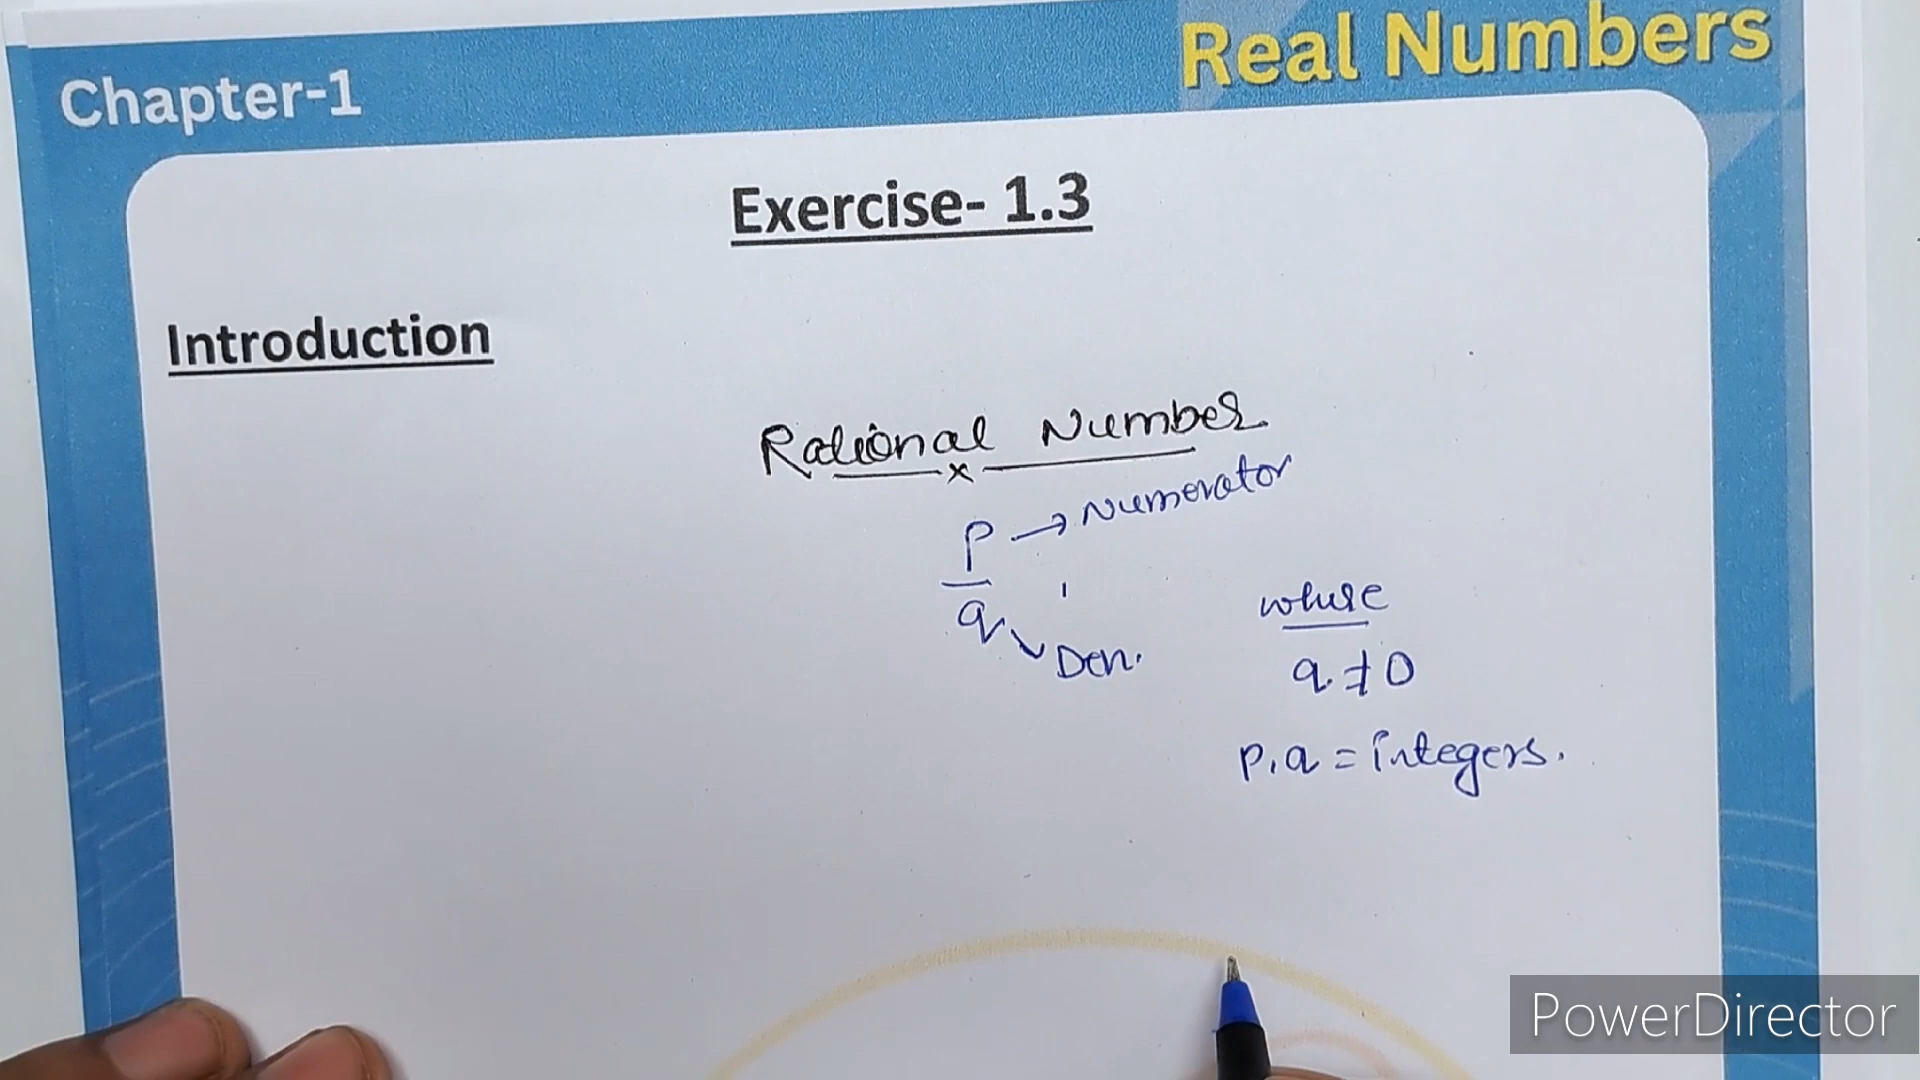 Chapter-1
Real Numbers
Exercise- 1.3
Introduction
Rational Number
x
p → Numerator
q ↘ Den.
where
q ≠ 0
p, q = integers.
PowerDirector